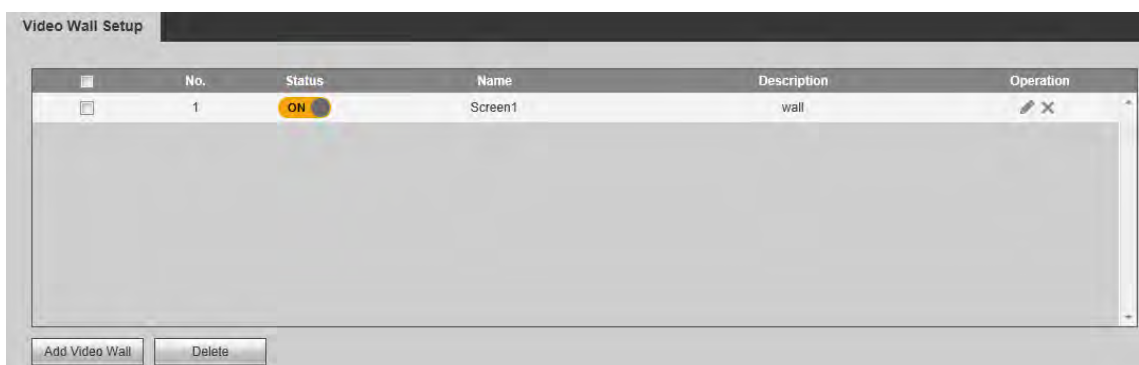 Video Wall Setup
No. Status Name Description Operation
1 ON Screen1 wall
Add Video Wall Delete